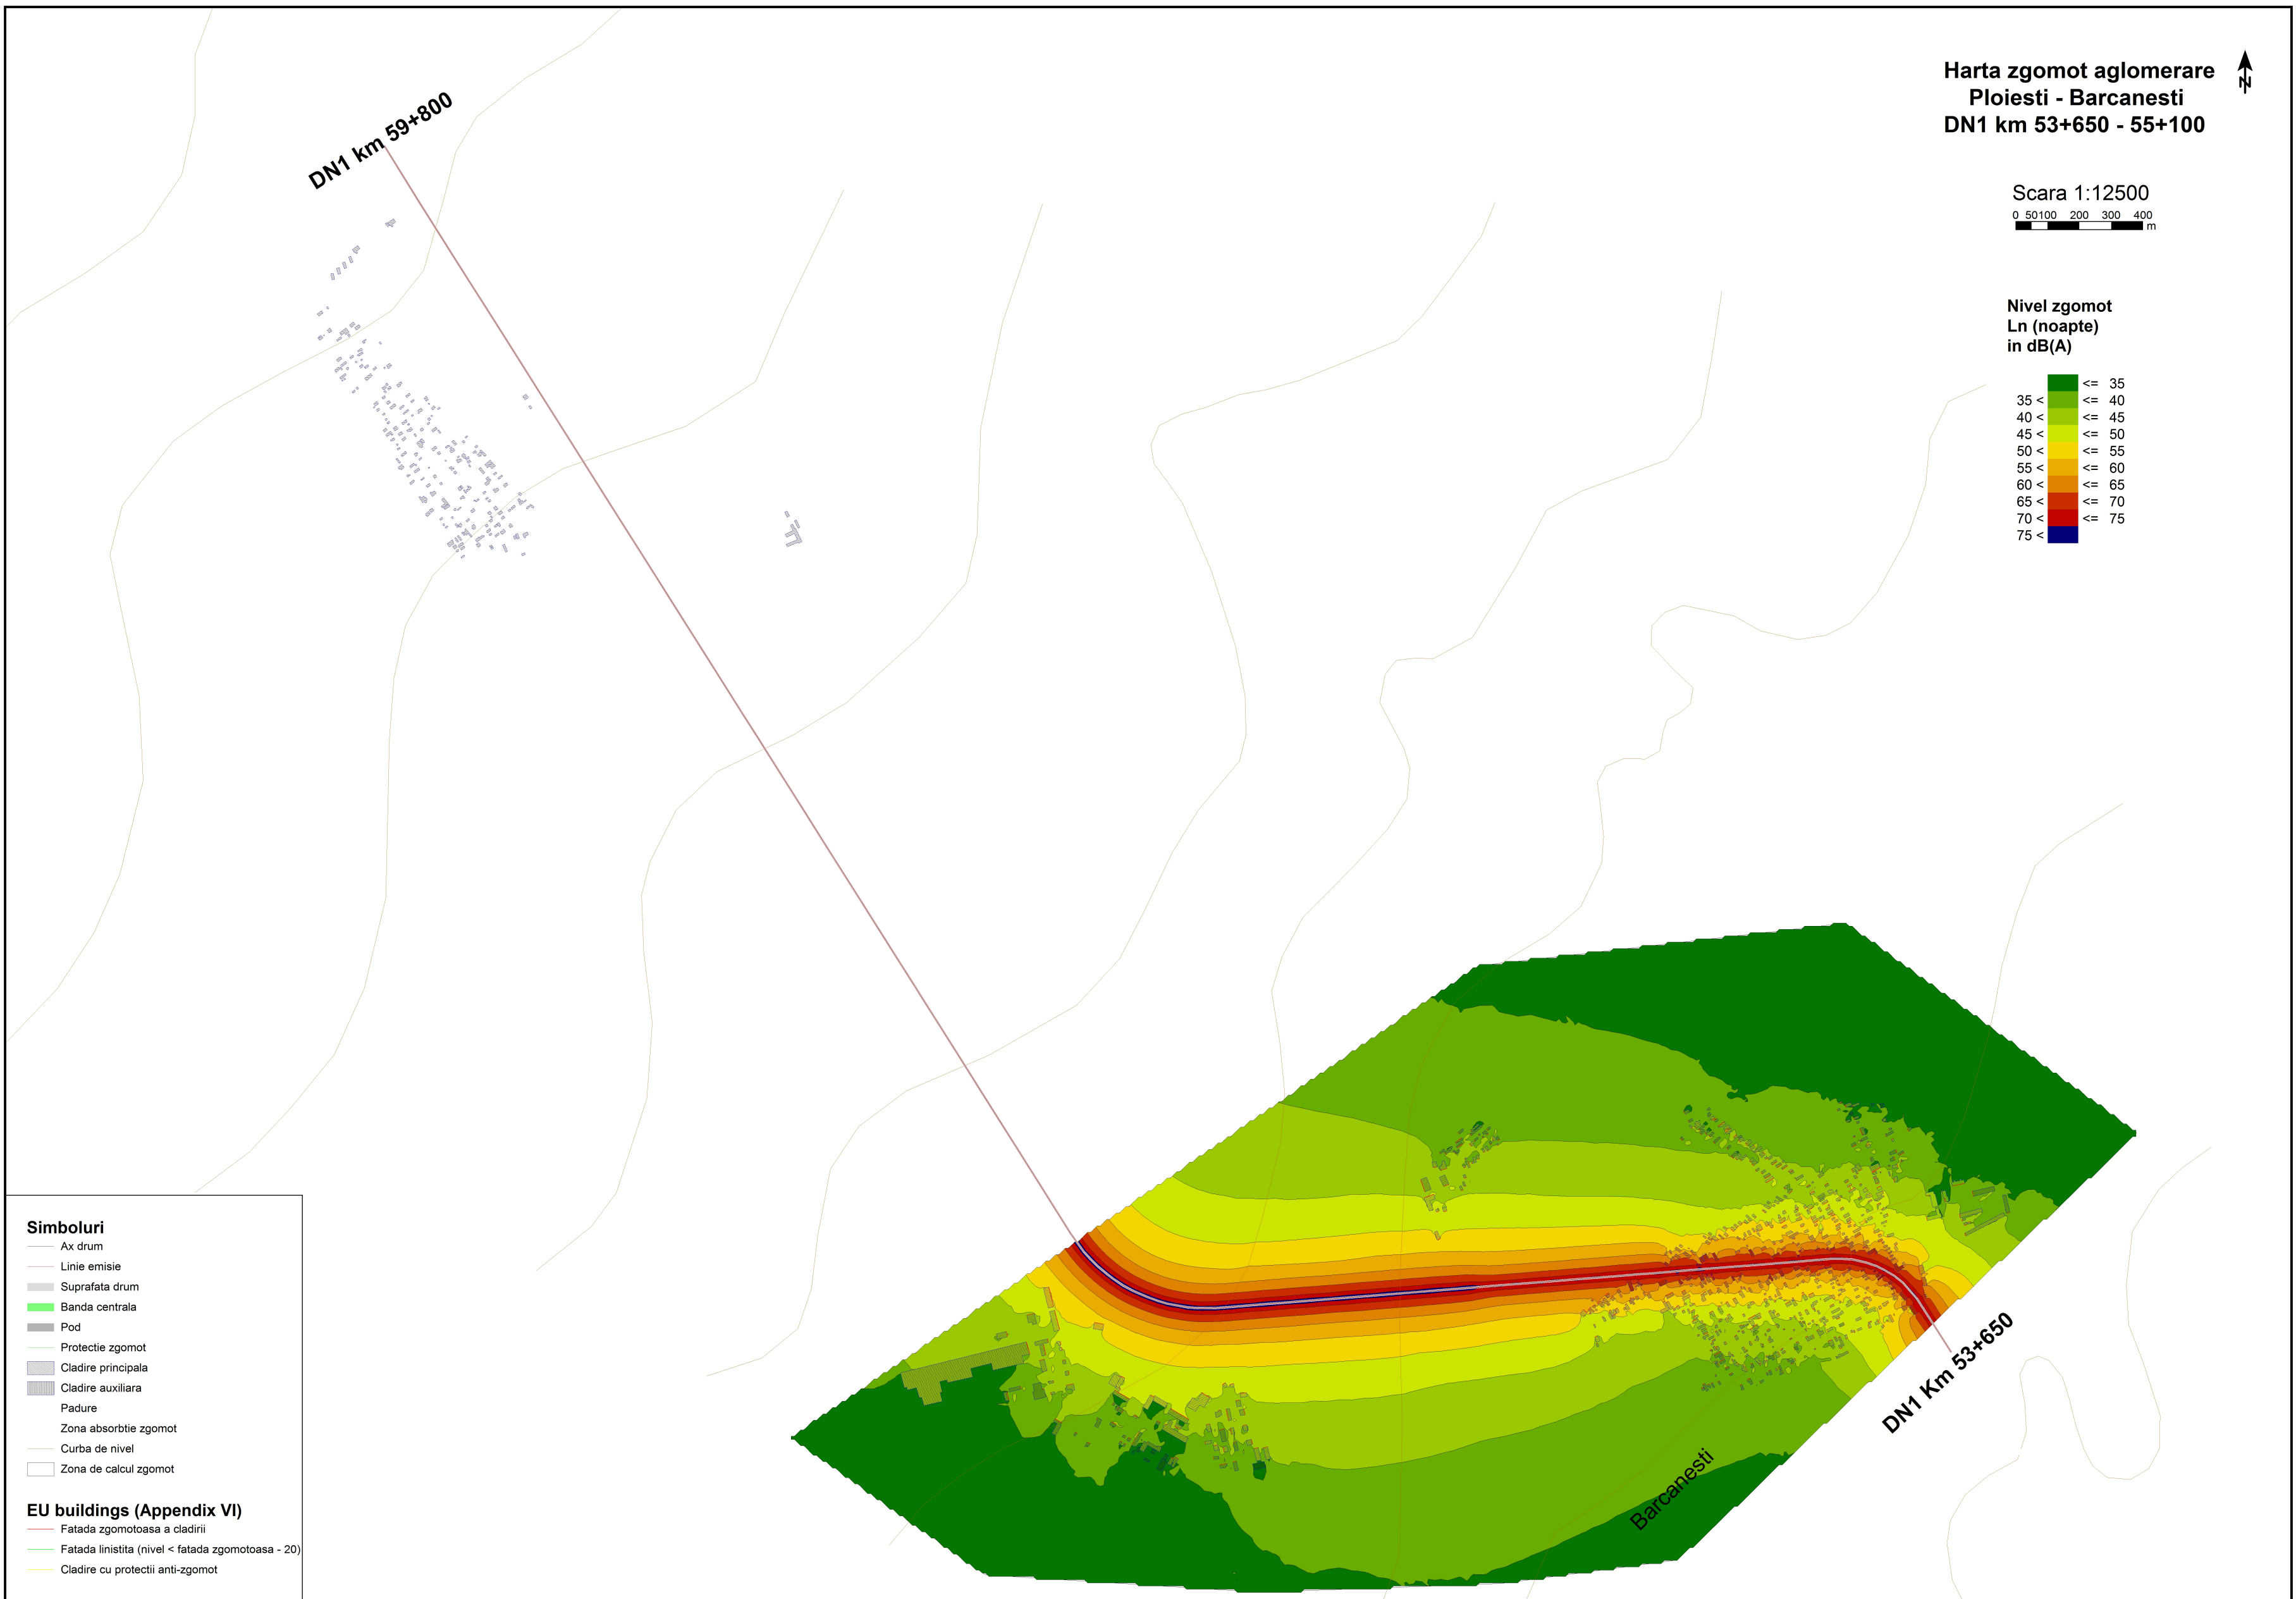 Harta zgomot aglomerare
Ploiesti - Barcanesti
DN1 km 53+650 - 55+100
N
DN1 km 59+800
Scara 1:12500
0 50 100 200 300 400
m
Nivel zgomot
Ln (noapte)
in dB(A)
<= 35
35 < <= 40
40 < <= 45
45 < <= 50
50 < <= 55
55 < <= 60
60 < <= 65
65 < <= 70
70 < <= 75
75 <
DN1 Km 53+650
Barcanesti
Simboluri
Ax drum
Linie emisie
Suprafata drum
Banda centrala
Pod
Protectie zgomot
Cladire principala
Cladire auxiliara
Padure
Zona absorbtie zgomot
Curba de nivel
Zona de calcul zgomot
EU buildings (Appendix VI)
Fatada zgomotoasa a cladirii
Fatada linistita (nivel < fatada zgomotoasa - 20)
Cladire cu protectii anti-zgomot